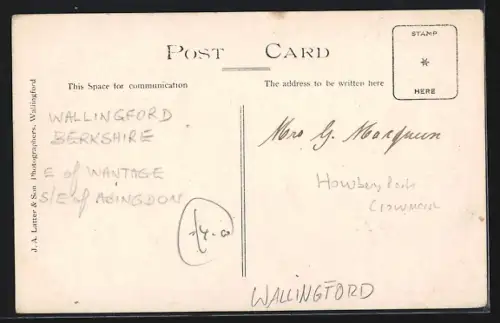 POST CARD
STAMP
*
HERE
This Space for communication
The address to be written here
J. A. Latter & Son Photographers, Wallingford
WALLINGFORD
BERKSHIRE
E of WANTAGE
S/E of ABINGDON
Mrs G.
Howbery Park
Crowmarsh
WALLINGFORD